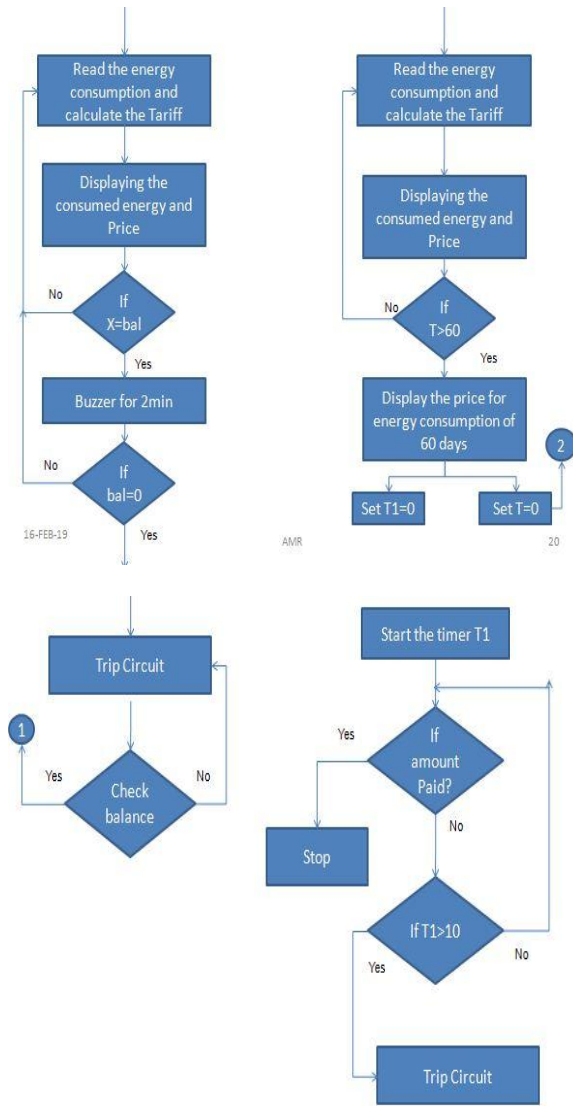 Read the energy
consumption and
calculate the Tariff
Displaying the
consumed energy and
Price
No
If
X=bal
Yes
Buzzer for 2min
No
If
bal=0
Yes
16-FEB-19
Read the energy
consumption and
calculate the Tariff
Displaying the
consumed energy and
Price
No
If
T>60
Yes
Display the price for
energy consumption of
60 days
2
Set T1=0
Set T=0
AMR
20
Trip Circuit
1
Yes
No
Check
balance
Start the timer T1
Yes
If
amount
Paid?
No
Stop
If T1>10
Yes
No
Trip Circuit